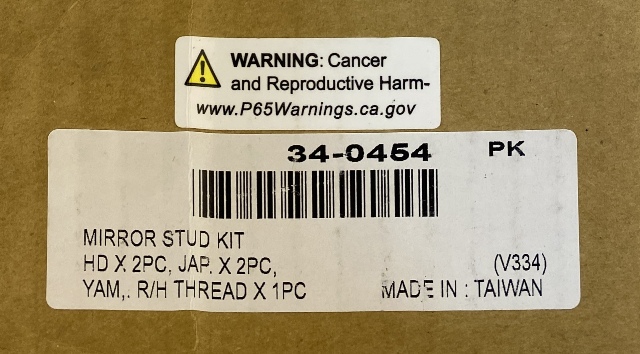 WARNING: Cancer
and Reproductive Harm-
www.P65Warnings.ca.gov
34-0454 PK
MIRROR STUD KIT
HD X 2PC, JAP. X 2PC, (V334)
YAM,. R/H THREAD X 1PC MADE IN : TAIWAN